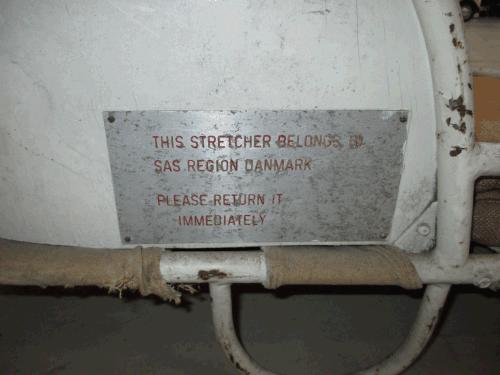 THIS STRETCHER BELONGS TO
SAS REGION DANMARK
PLEASE RETURN IT
IMMEDIATELY